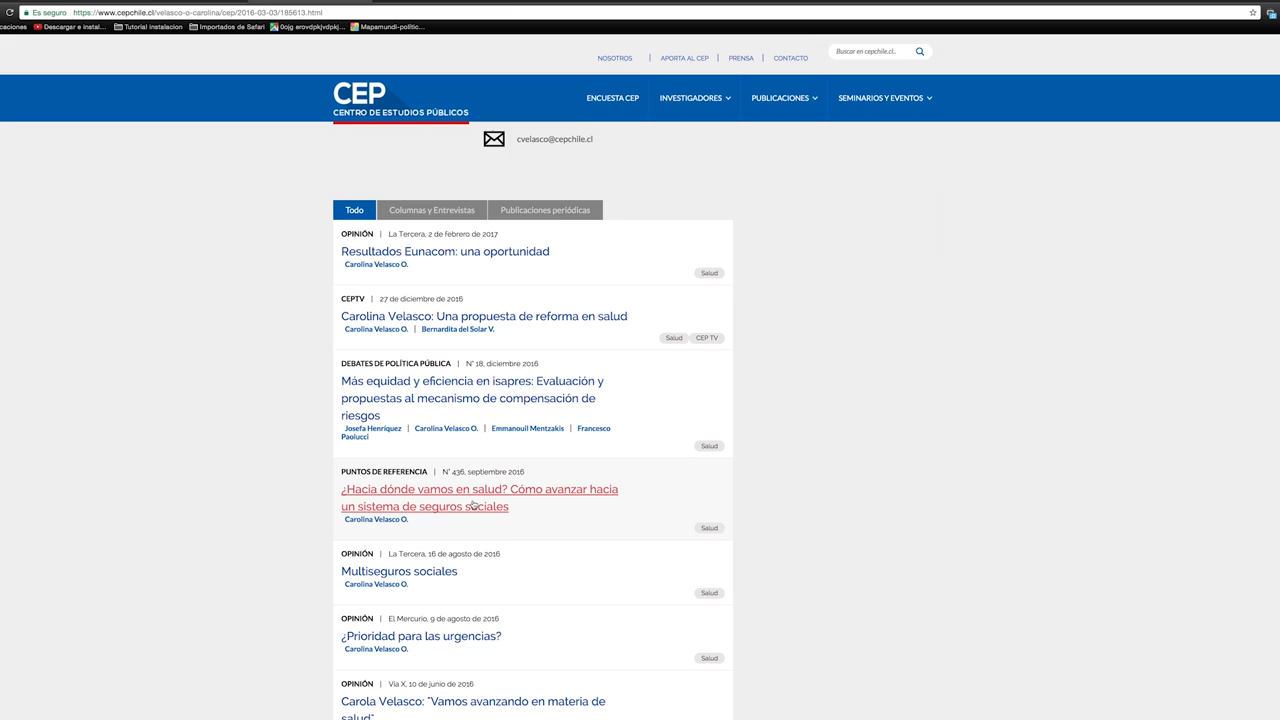 Es seguro https://www.cepchile.cl/velasco-o-carolina/cep/2016-03-03/185613.html
caciones Descargar e instal... Tutorial instalacion Importados de Safari 0ojg erovdpkjvdpkj... Mapamundi-polític...
NOSOTROS | APORTA AL CEP | PRENSA | CONTACTO
Buscar en cepchile.cl..
CEP
CENTRO DE ESTUDIOS PÚBLICOS
ENCUESTA CEP INVESTIGADORES PUBLICACIONES SEMINARIOS Y EVENTOS
cvelasco@cepchile.cl
Todo Columnas y Entrevistas Publicaciones periódicas
OPINIÓN | La Tercera, 2 de febrero de 2017
Resultados Eunacom: una oportunidad
Carolina Velasco O.
Salud
CEPTV | 27 de diciembre de 2016
Carolina Velasco: Una propuesta de reforma en salud
Carolina Velasco O. | Bernardita del Solar V.
Salud CEP TV
DEBATES DE POLÍTICA PÚBLICA | N° 18, diciembre 2016
Más equidad y eficiencia en isapres: Evaluación y
propuestas al mecanismo de compensación de
riesgos
Josefa Henríquez | Carolina Velasco O. | Emmanouil Mentzakis | Francesco
Paolucci
Salud
PUNTOS DE REFERENCIA | N° 436, septiembre 2016
¿Hacia dónde vamos en salud? Cómo avanzar hacia
un sistema de seguros sociales
Carolina Velasco O.
Salud
OPINIÓN | La Tercera, 16 de agosto de 2016
Multiseguros sociales
Carolina Velasco O.
Salud
OPINIÓN | El Mercurio, 9 de agosto de 2016
¿Prioridad para las urgencias?
Carolina Velasco O.
Salud
OPINIÓN | Vía X, 10 de junio de 2016
Carola Velasco: "Vamos avanzando en materia de
salud"